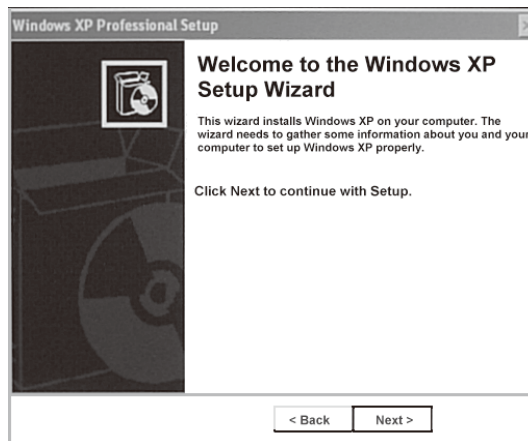 Windows XP Professional Setup
Welcome to the Windows XP
Setup Wizard
This wizard installs Windows XP on your computer. The
wizard needs to gather some information about you and your
computer to set up Windows XP properly.
Click Next to continue with Setup.
< Back Next >